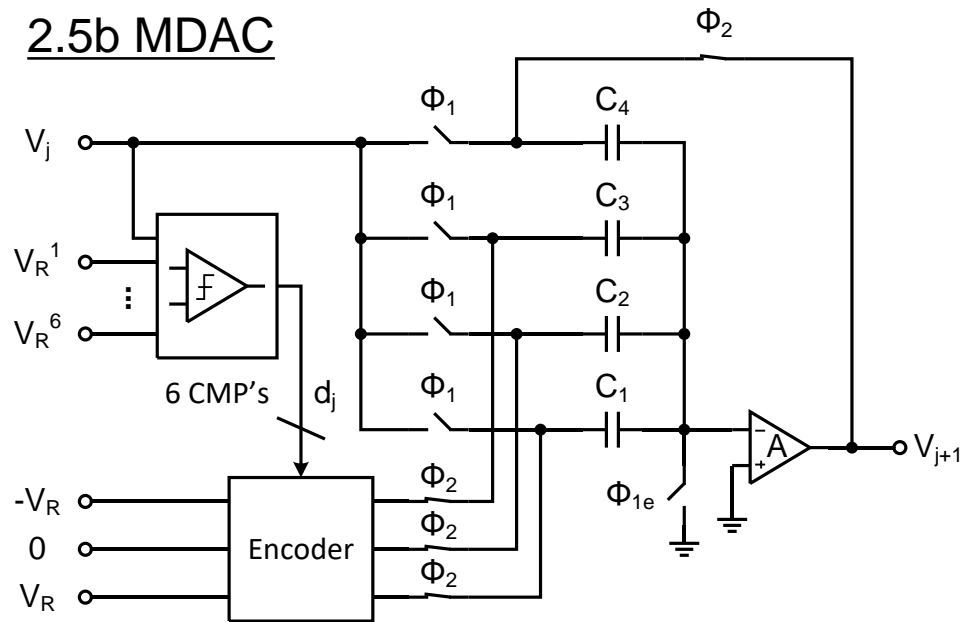 2.5b MDAC
Φ2
Φ1
C4
Vj
Φ1
C3
VR1
...
Φ1
C2
VR6
6 CMP's
dj
Φ1
C1
A
−
+
Vj+1
-VR
Φ2
Φ1e
0
Encoder
Φ2
VR
Φ2